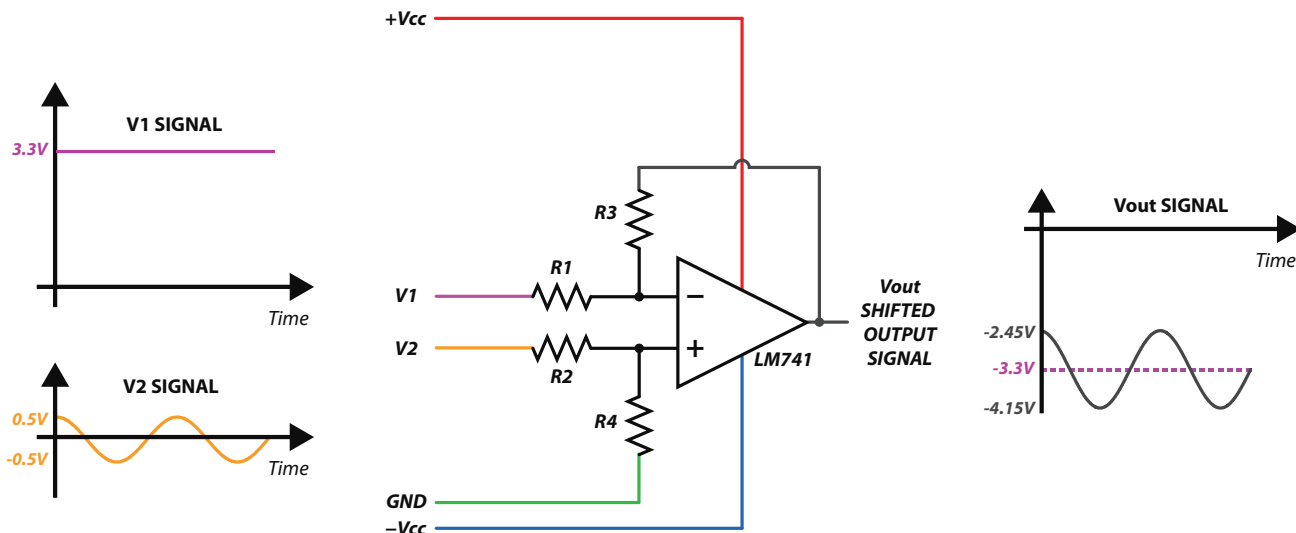 V1 SIGNAL
3.3V
Time
V2 SIGNAL
0.5V
-0.5V
Time
+Vcc
R3
R1
V1
V2
R2
R4
GND
−Vcc
LM741
Vout
SHIFTED
OUTPUT
SIGNAL
Vout SIGNAL
Time
-2.45V
-3.3V
-4.15V